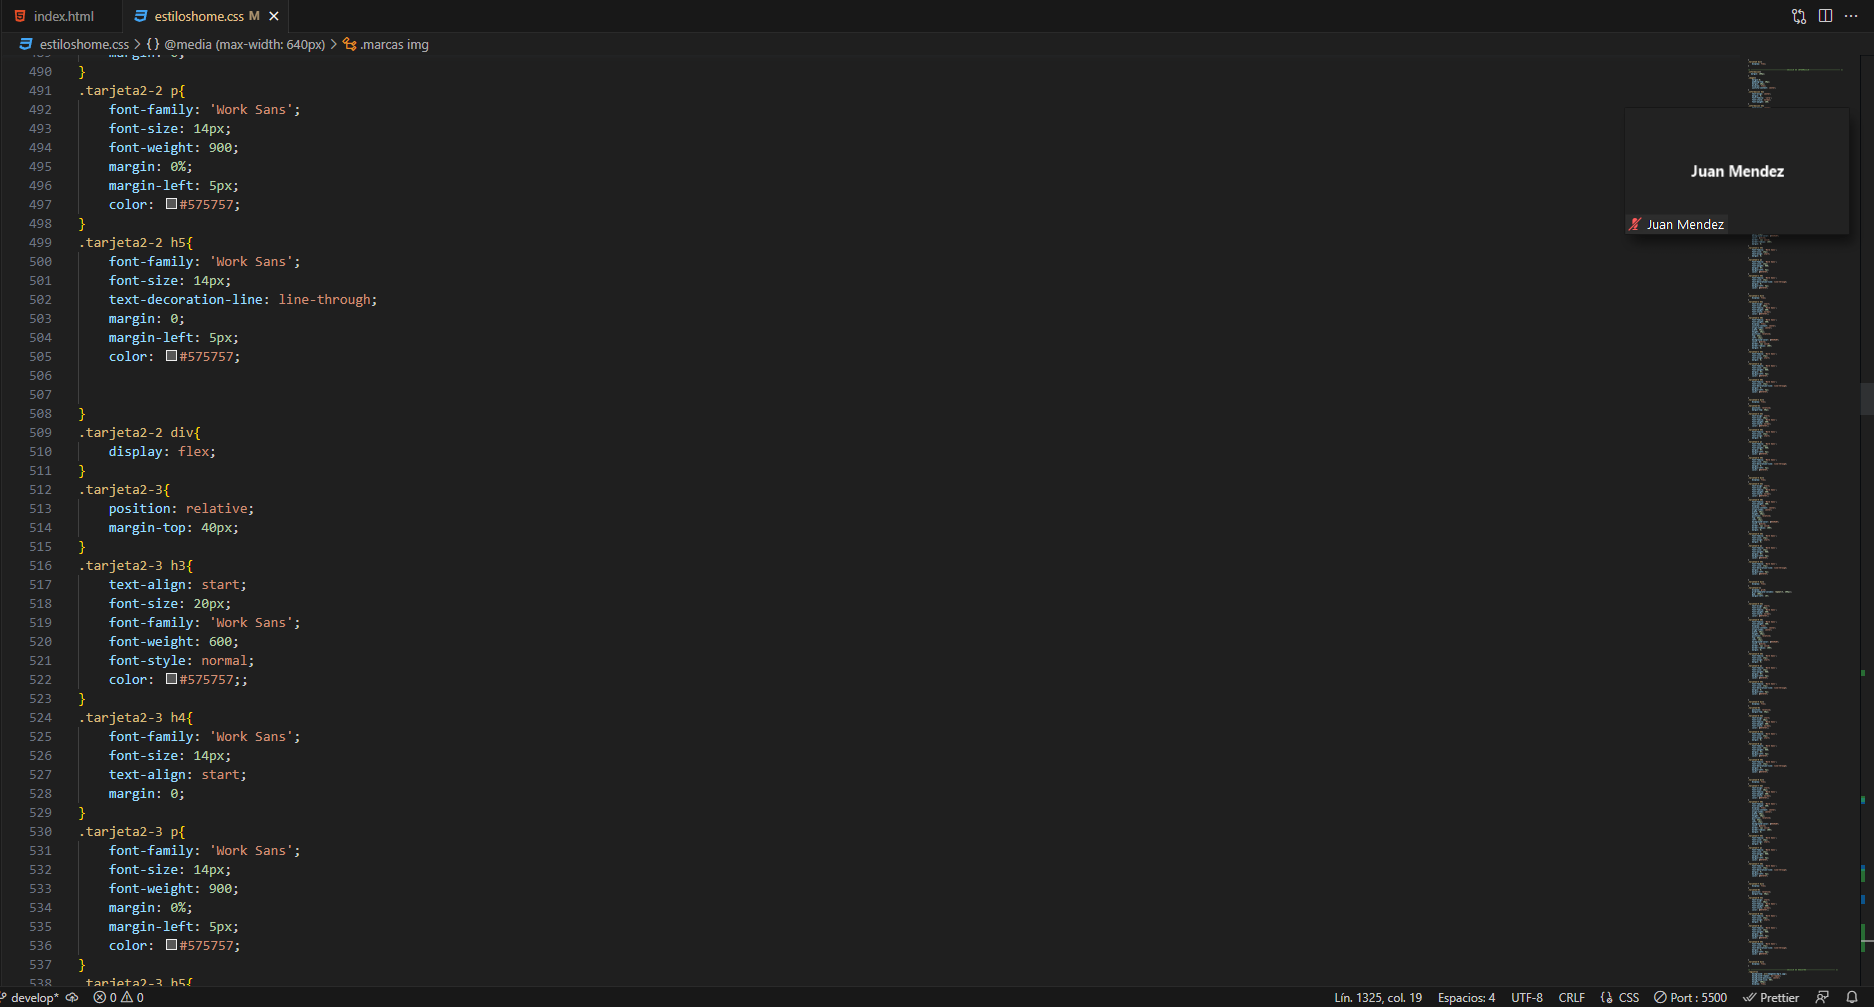 index.html
estiloshome.css M
estiloshome.css > {} @media (max-width: 640px) > .marcas img
490 }
491 .tarjeta2-2 p{
492 font-family: 'Work Sans';
493 font-size: 14px;
494 font-weight: 900;
495 margin: 0%;
496 margin-left: 5px;
497 color: #575757;
498 }
499 .tarjeta2-2 h5{
500 font-family: 'Work Sans';
501 font-size: 14px;
502 text-decoration-line: line-through;
503 margin: 0;
504 margin-left: 5px;
505 color: #575757;
506
507
508 }
509 .tarjeta2-2 div{
510 display: flex;
511 }
512 .tarjeta2-3{
513 position: relative;
514 margin-top: 40px;
515 }
516 .tarjeta2-3 h3{
517 text-align: start;
518 font-size: 20px;
519 font-family: 'Work Sans';
520 font-weight: 600;
521 font-style: normal;
522 color: #575757;;
523 }
524 .tarjeta2-3 h4{
525 font-family: 'Work Sans';
526 font-size: 14px;
527 text-align: start;
528 margin: 0;
529 }
530 .tarjeta2-3 p{
531 font-family: 'Work Sans';
532 font-size: 14px;
533 font-weight: 900;
534 margin: 0%;
535 margin-left: 5px;
536 color: #575757;
537 }
538 .tarjeta2-3 h5{
Juan Mendez
Juan Mendez
develop* 0 0 Lín. 1325, col. 19 Espacios: 4 UTF-8 CRLF {} CSS Port : 5500 Prettier